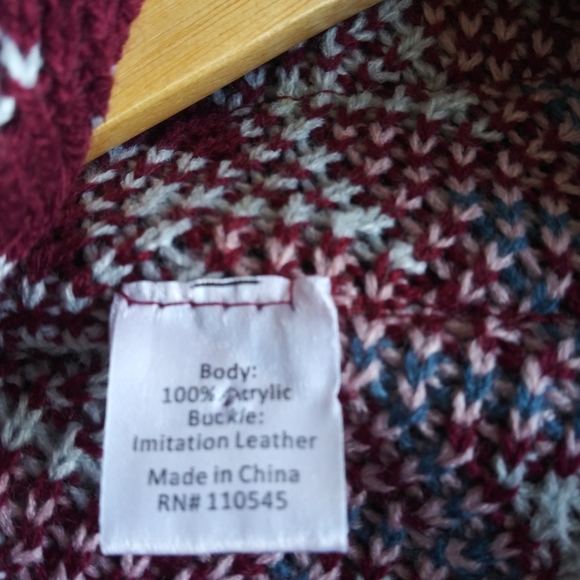 Body:
100% Acrylic
Buckle:
Imitation Leather
Made in China
RN# 110545